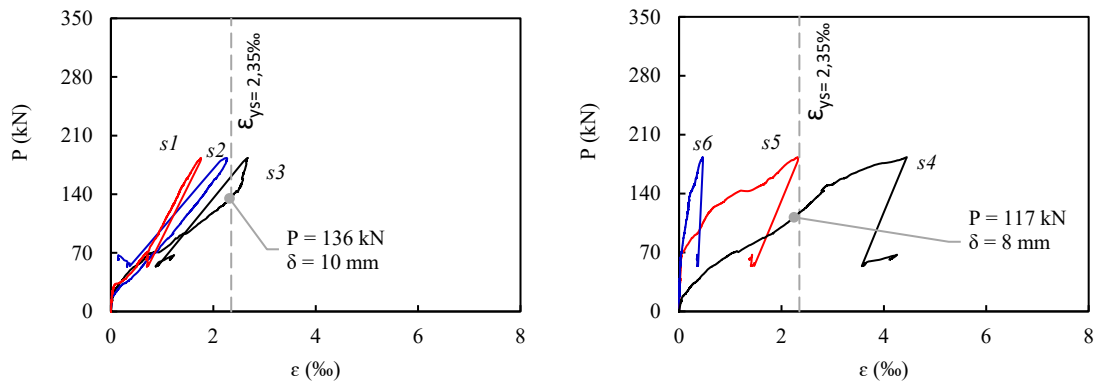 350
280
210
140
70
0
P (kN)
0
2
4
6
8
ε (‰)
s1
s2
s3
εys= 2,35‰
P = 136 kN
δ = 10 mm
350
280
210
140
70
0
P (kN)
0
2
4
6
8
ε (‰)
s6
s5
s4
εys= 2,35‰
P = 117 kN
δ = 8 mm